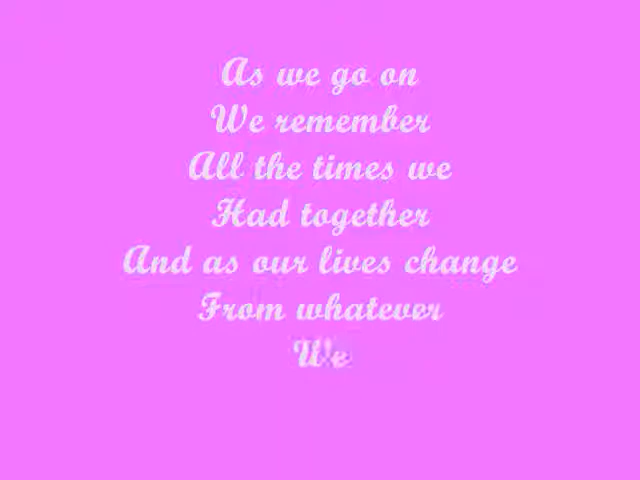 As we go on
We remember
All the times we
Had together
And as our lives change
From whatever
We